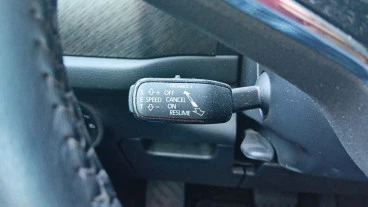 S + OFF
E SPEED CANCEL
T - ON
RESUME